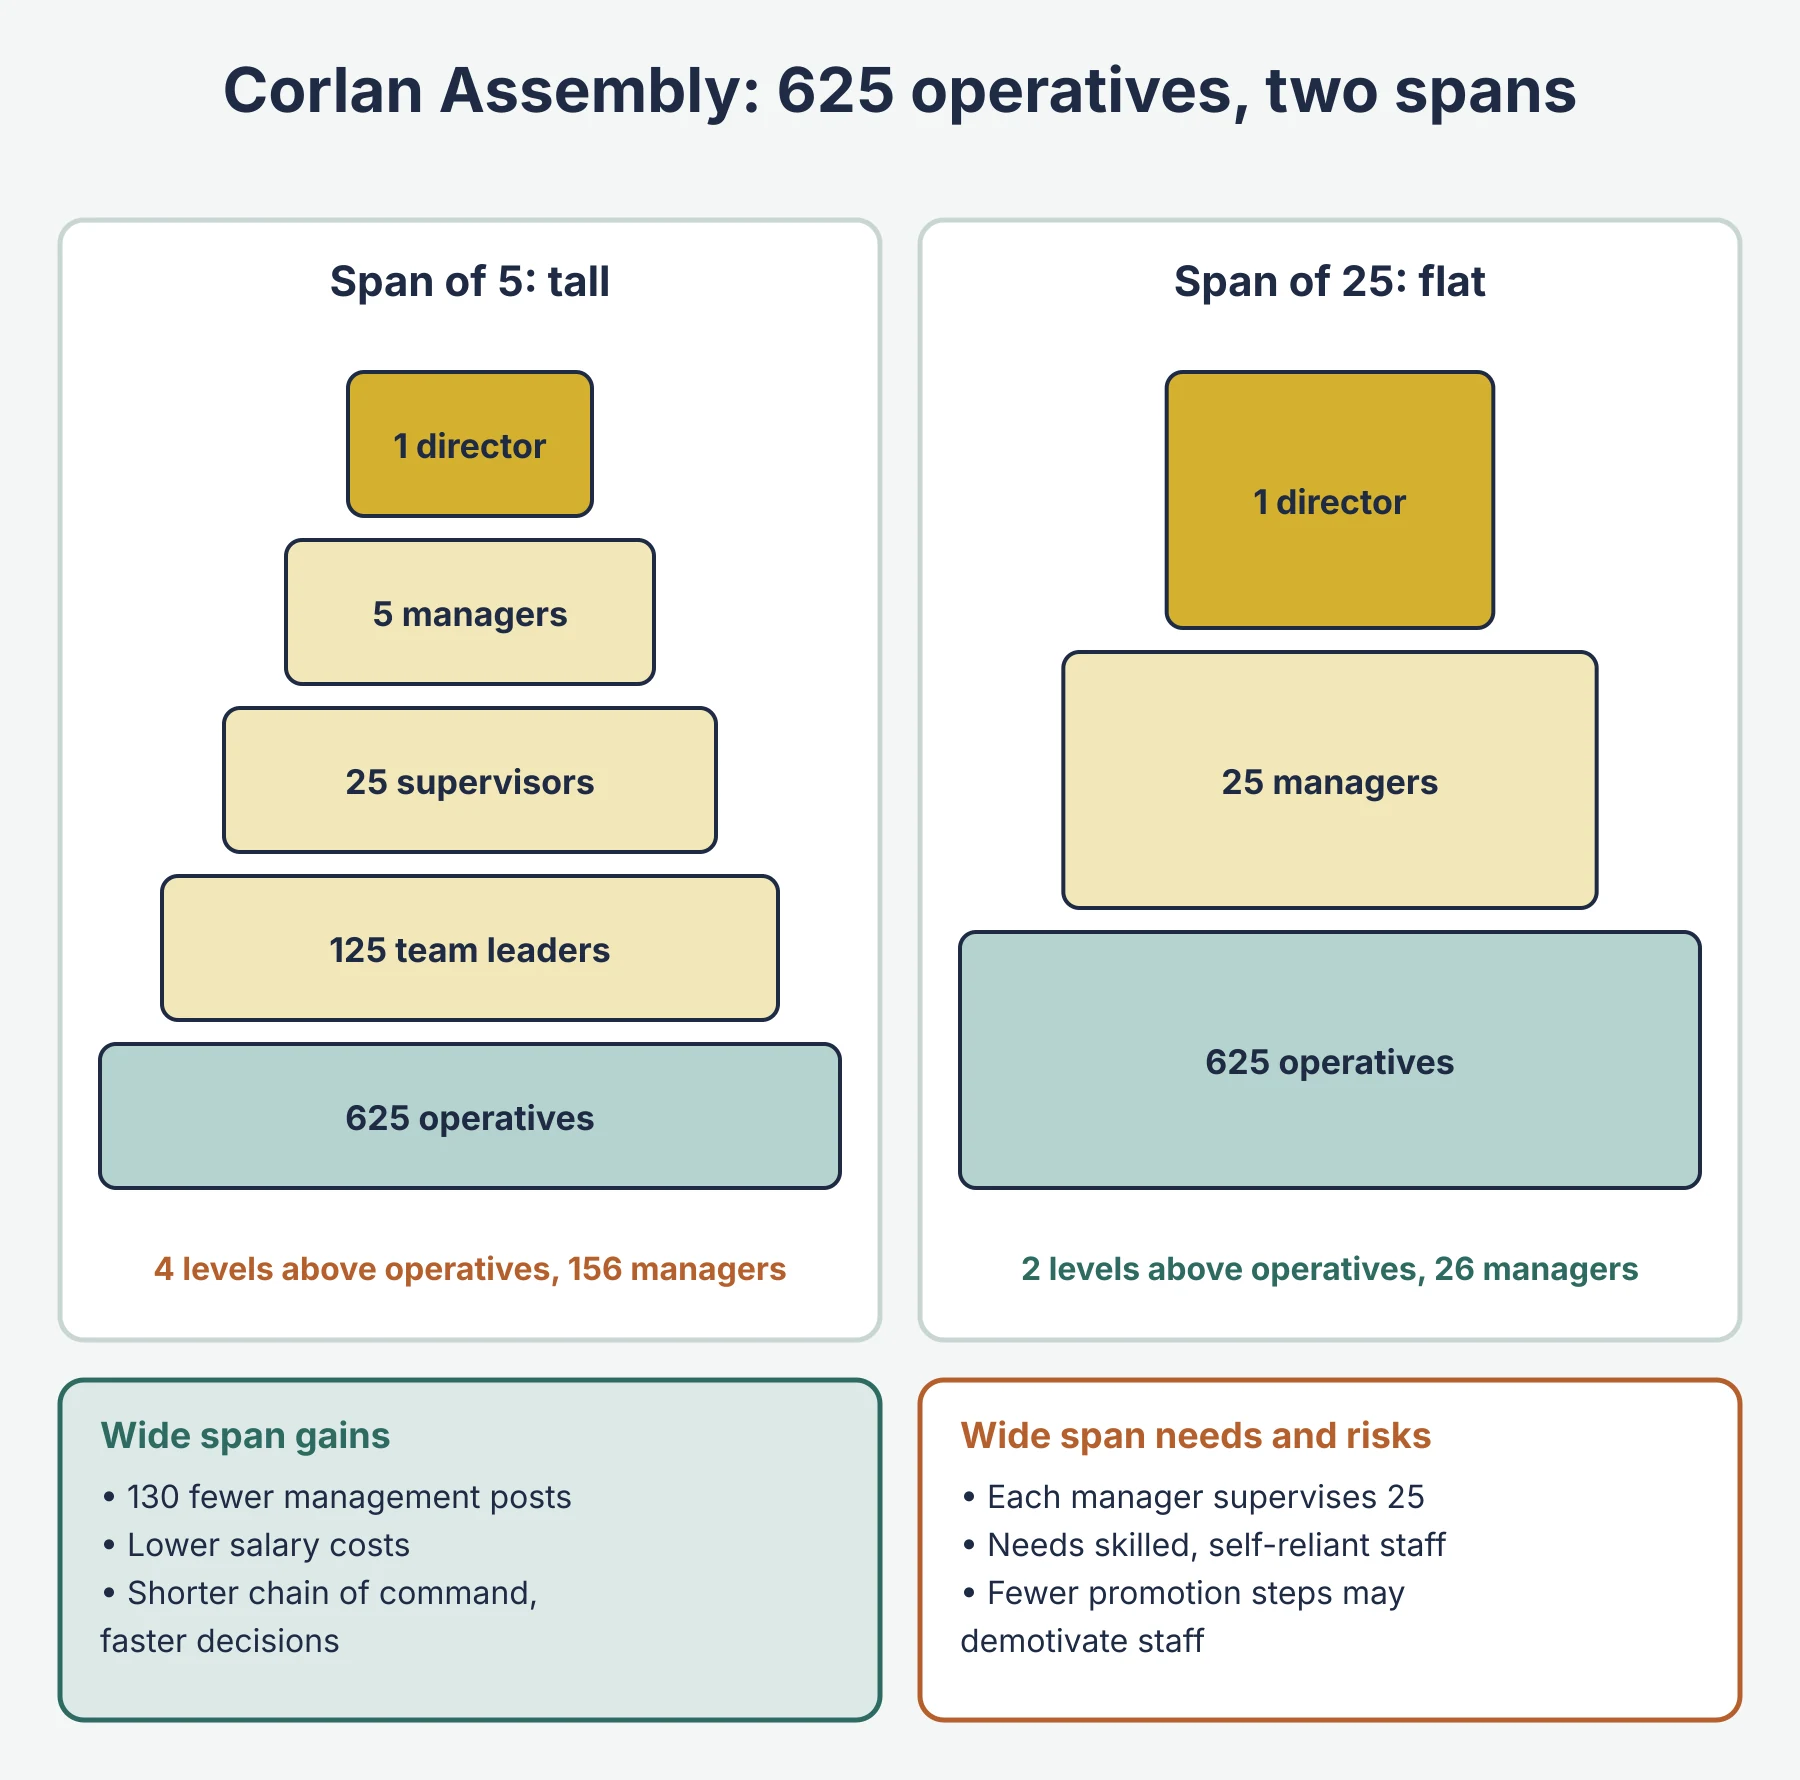 Corlan Assembly: 625 operatives, two spans
Span of 5: tall
1 director
5 managers
25 supervisors
125 team leaders
625 operatives
4 levels above operatives, 156 managers
Span of 25: flat
1 director
25 managers
625 operatives
2 levels above operatives, 26 managers
Wide span gains
• 130 fewer management posts
• Lower salary costs
• Shorter chain of command,
faster decisions
Wide span needs and risks
• Each manager supervises 25
• Needs skilled, self-reliant staff
• Fewer promotion steps may
demotivate staff